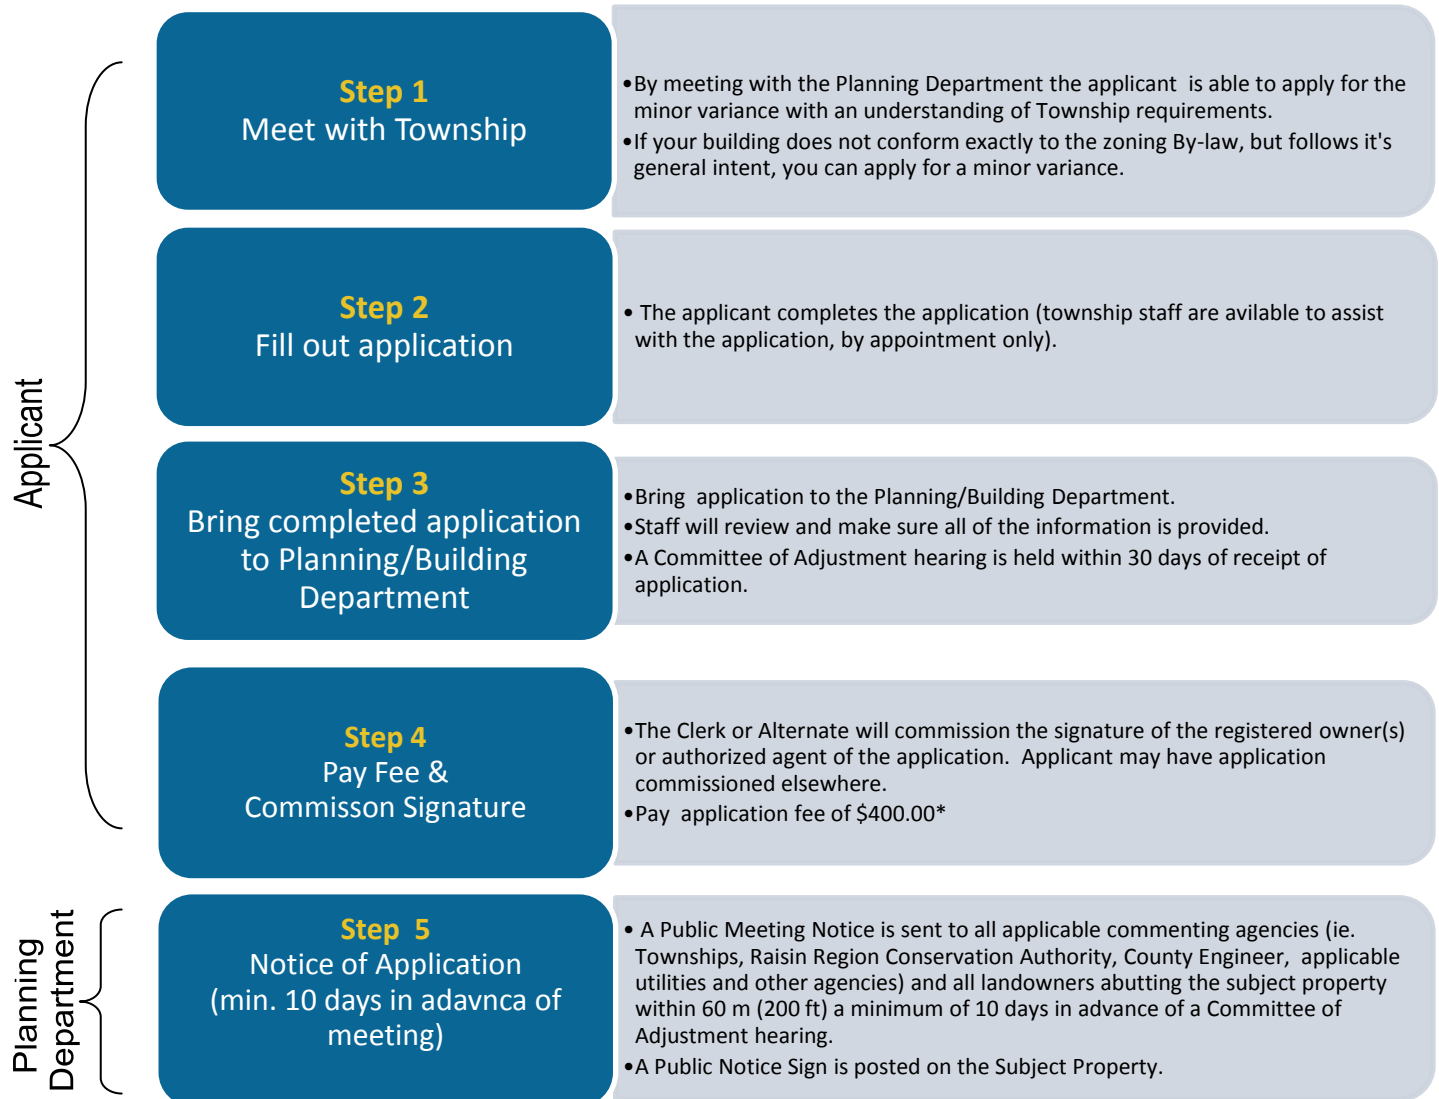 Applicant
Step 1
Meet with Township
•By meeting with the Planning Department the applicant  is able to apply for the
minor variance with an understanding of Township requirements.
•If your building does not conform exactly to the zoning By-law, but follows it's
general intent, you can apply for a minor variance.
Step 2
Fill out application
• The applicant completes the application (township staff are avilable to assist
with the application, by appointment only).
Step 3
Bring completed application
to Planning/Building
Department
•Bring  application to the Planning/Building Department.
•Staff will review and make sure all of the information is provided.
•A Committee of Adjustment hearing is held within 30 days of receipt of
application.
Step 4
Pay Fee &
Commisson Signature
•The Clerk or Alternate will commission the signature of the registered owner(s)
or authorized agent of the application.  Applicant may have application
commissioned elsewhere.
•Pay  application fee of $400.00*
Planning
Department
Step  5
Notice of Application
(min. 10 days in adavnca of
meeting)
• A Public Meeting Notice is sent to all applicable commenting agencies (ie.
Townships, Raisin Region Conservation Authority, County Engineer,  applicable
utilities and other agencies) and all landowners abutting the subject property
within 60 m (200 ft) a minimum of 10 days in advance of a Committee of
Adjustment hearing.
•A Public Notice Sign is posted on the Subject Property.